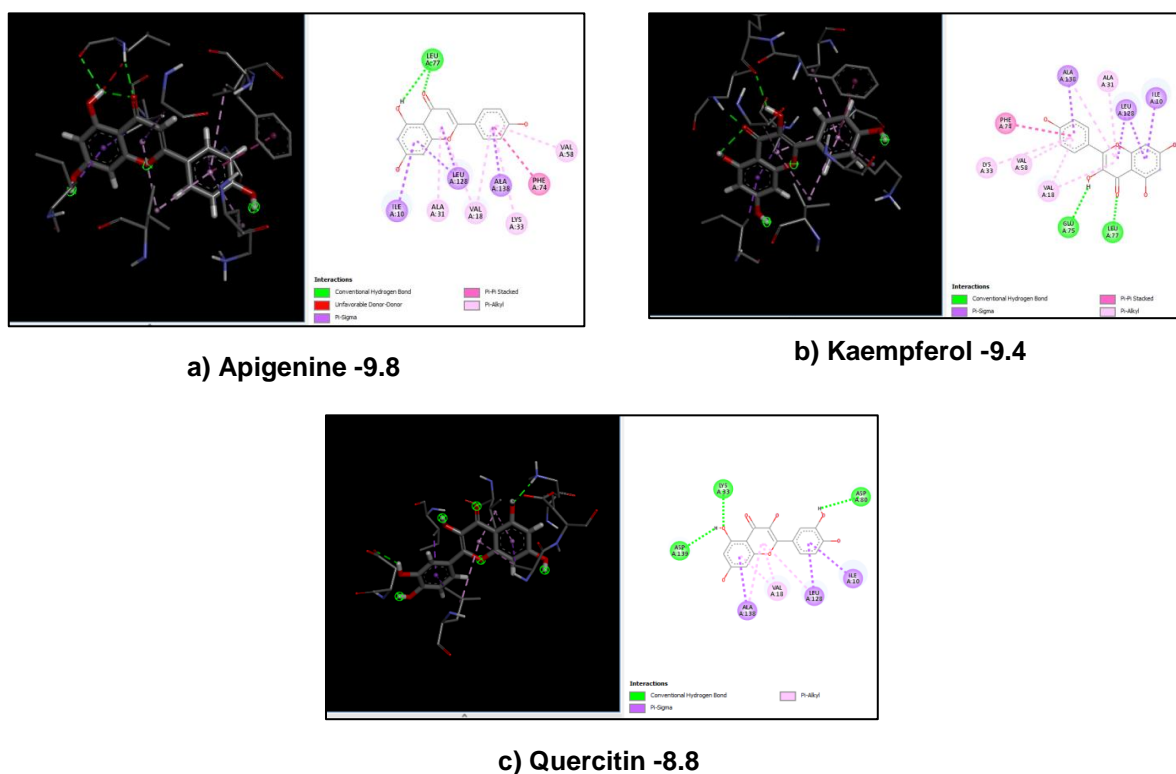 LEU
A:77
VAL
A:58
LEU
A:128
ALA
A:138
PHE
A:74
ILE
A:10
ALA
A:31
VAL
A:18
LYS
A:33
Interactions
Conventional Hydrogen Bond
Unfavorable Donor-Donor
Pi-Sigma
Pi-Pi Stacked
Pi-Alkyl
a) Apigenine -9.8
ALA
A:138
ALA
A:31
LEU
A:128
ILE
A:10
PHE
LYS
A:33
VAL
A:58
VAL
A:18
GLU
A:75
LEU
A:77
Interactions
Conventional Hydrogen Bond
Pi-Sigma
Pi-Pi Stacked
Pi-Alkyl
b) Kaempferol -9.4
LYS
A:33
ASP
ASP
A:139
ILE
A:10
VAL
A:18
LEU
ALA
A:138
Interactions
Conventional Hydrogen Bond
Pi-Sigma
Pi-Alkyl
c) Quercitin -8.8